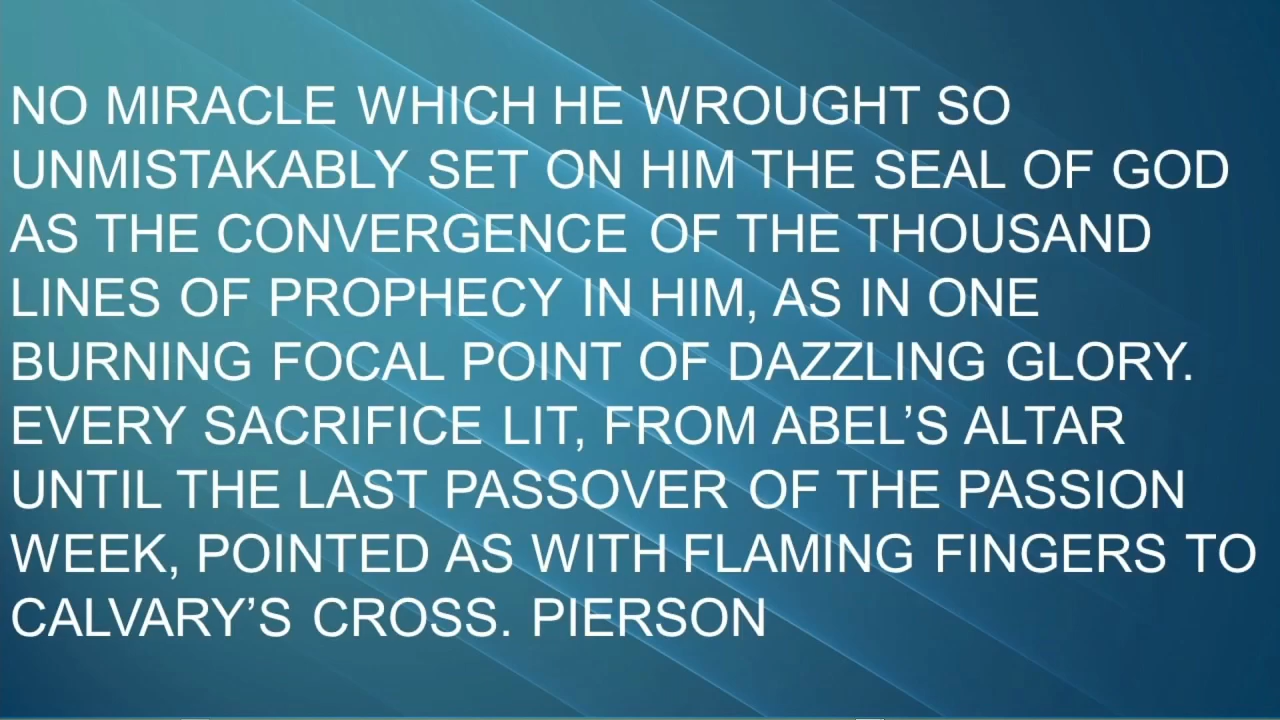 NO MIRACLE WHICH HE WROUGHT SO
UNMISTAKABLY SET ON HIM THE SEAL OF GOD
AS THE CONVERGENCE OF THE THOUSAND
LINES OF PROPHECY IN HIM, AS IN ONE
BURNING FOCAL POINT OF DAZZLING GLORY.
EVERY SACRIFICE LIT, FROM ABEL’S ALTAR
UNTIL THE LAST PASSOVER OF THE PASSION
WEEK, POINTED AS WITH FLAMING FINGERS TO
CALVARY’S CROSS. PIERSON